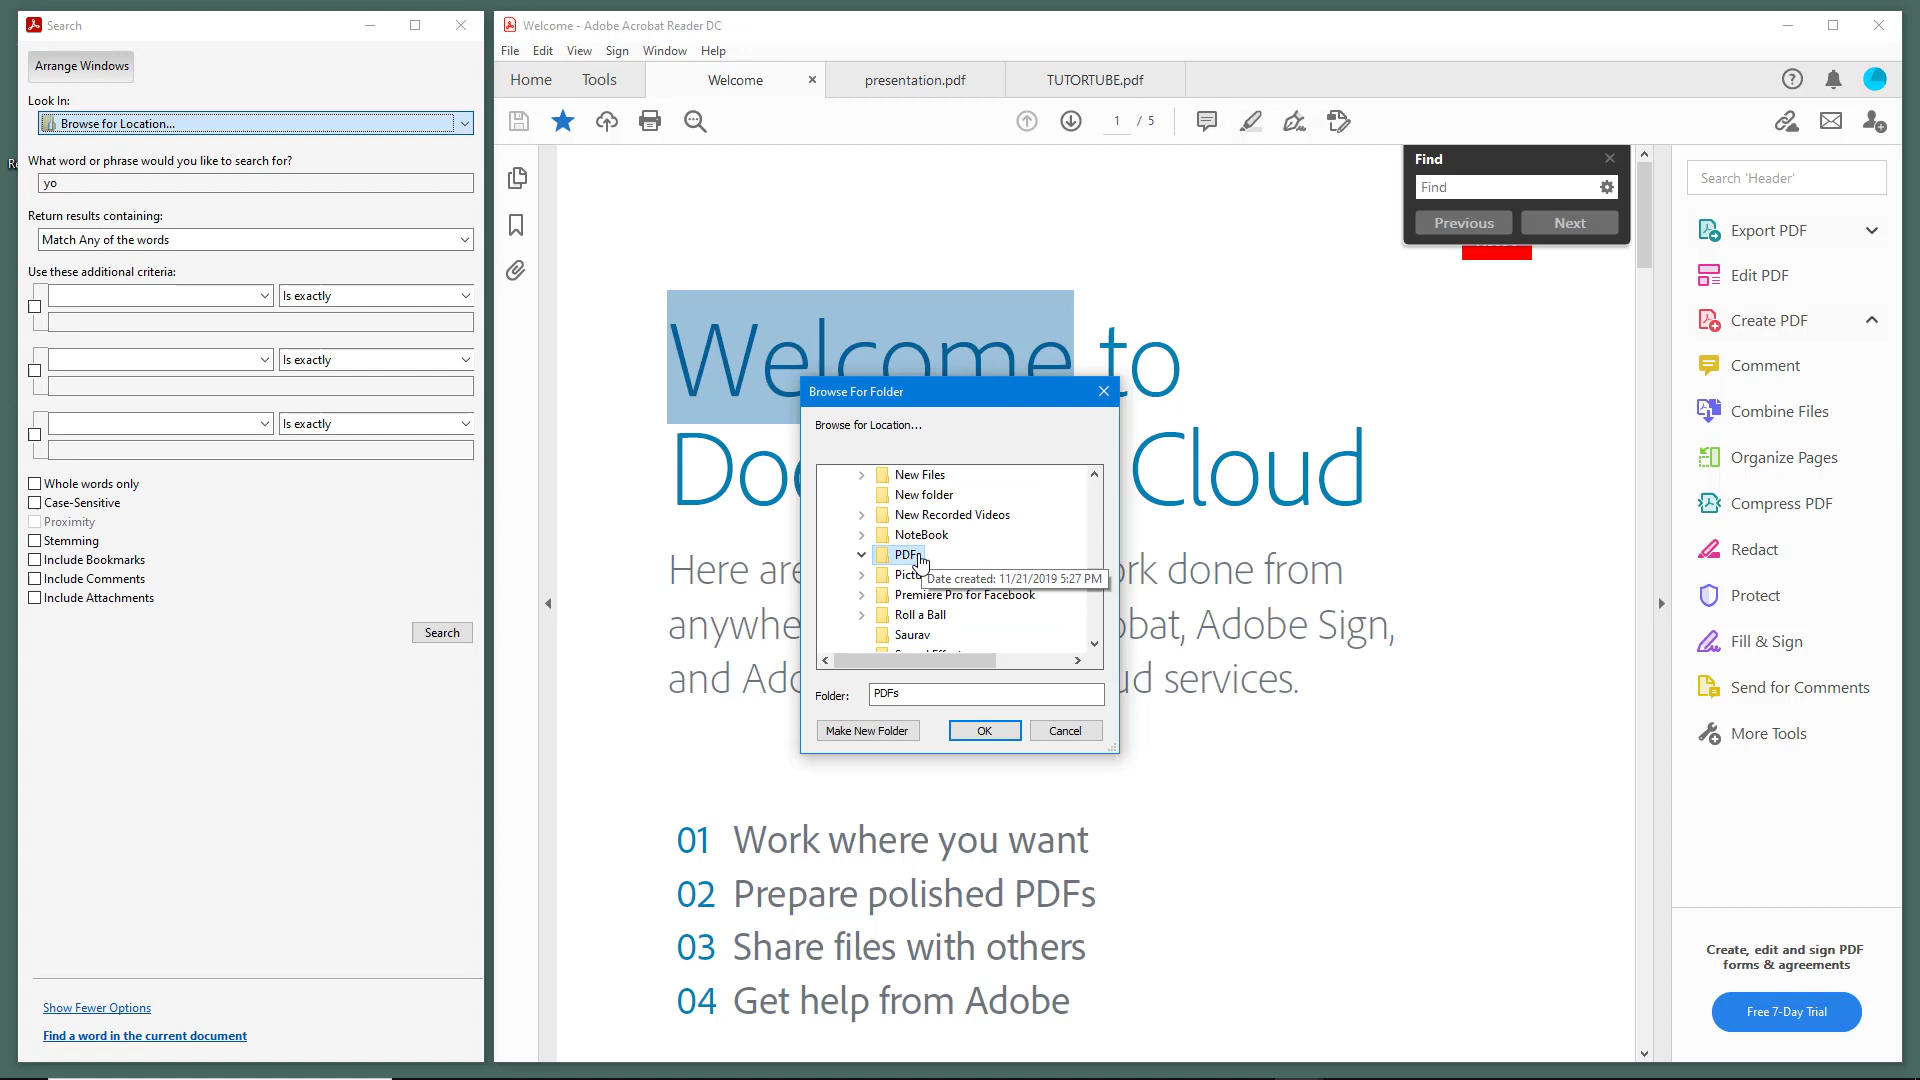 Search
Arrange Windows
Look In:
Browse for Location...
What word or phrase would you like to search for?
yo
Return results containing:
Match Any of the words
Use these additional criteria:
Is exactly
Is exactly
Is exactly
Whole words only
Case-Sensitive
Proximity
Stemming
Include Bookmarks
Include Comments
Include Attachments
Search
Show Fewer Options
Find a word in the current document
Welcome - Adobe Acrobat Reader DC
File Edit View Sign Window Help
Home Tools Welcome presentation.pdf TUTORTUBE.pdf
1 / 5
Find
Find
Previous Next
Welcome to
Cloud
Here are
rk done from
anywhe
bat, Adobe Sign,
and Ado
ud services.
01 Work where you want
02 Prepare polished PDFs
03 Share files with others
04 Get help from Adobe
Browse For Folder
Browse for Location...
New Files
New folder
New Recorded Videos
NoteBook
PDFs
Date created: 11/21/2019 5:27 PM
Premiere Pro for Facebook
Roll a Ball
Saurav
Folder: PDFs
Make New Folder OK Cancel
Search 'Header'
Export PDF
Edit PDF
Create PDF
Comment
Combine Files
Organize Pages
Compress PDF
Redact
Protect
Fill & Sign
Send for Comments
More Tools
Create, edit and sign PDF
forms & agreements
Free 7-Day Trial